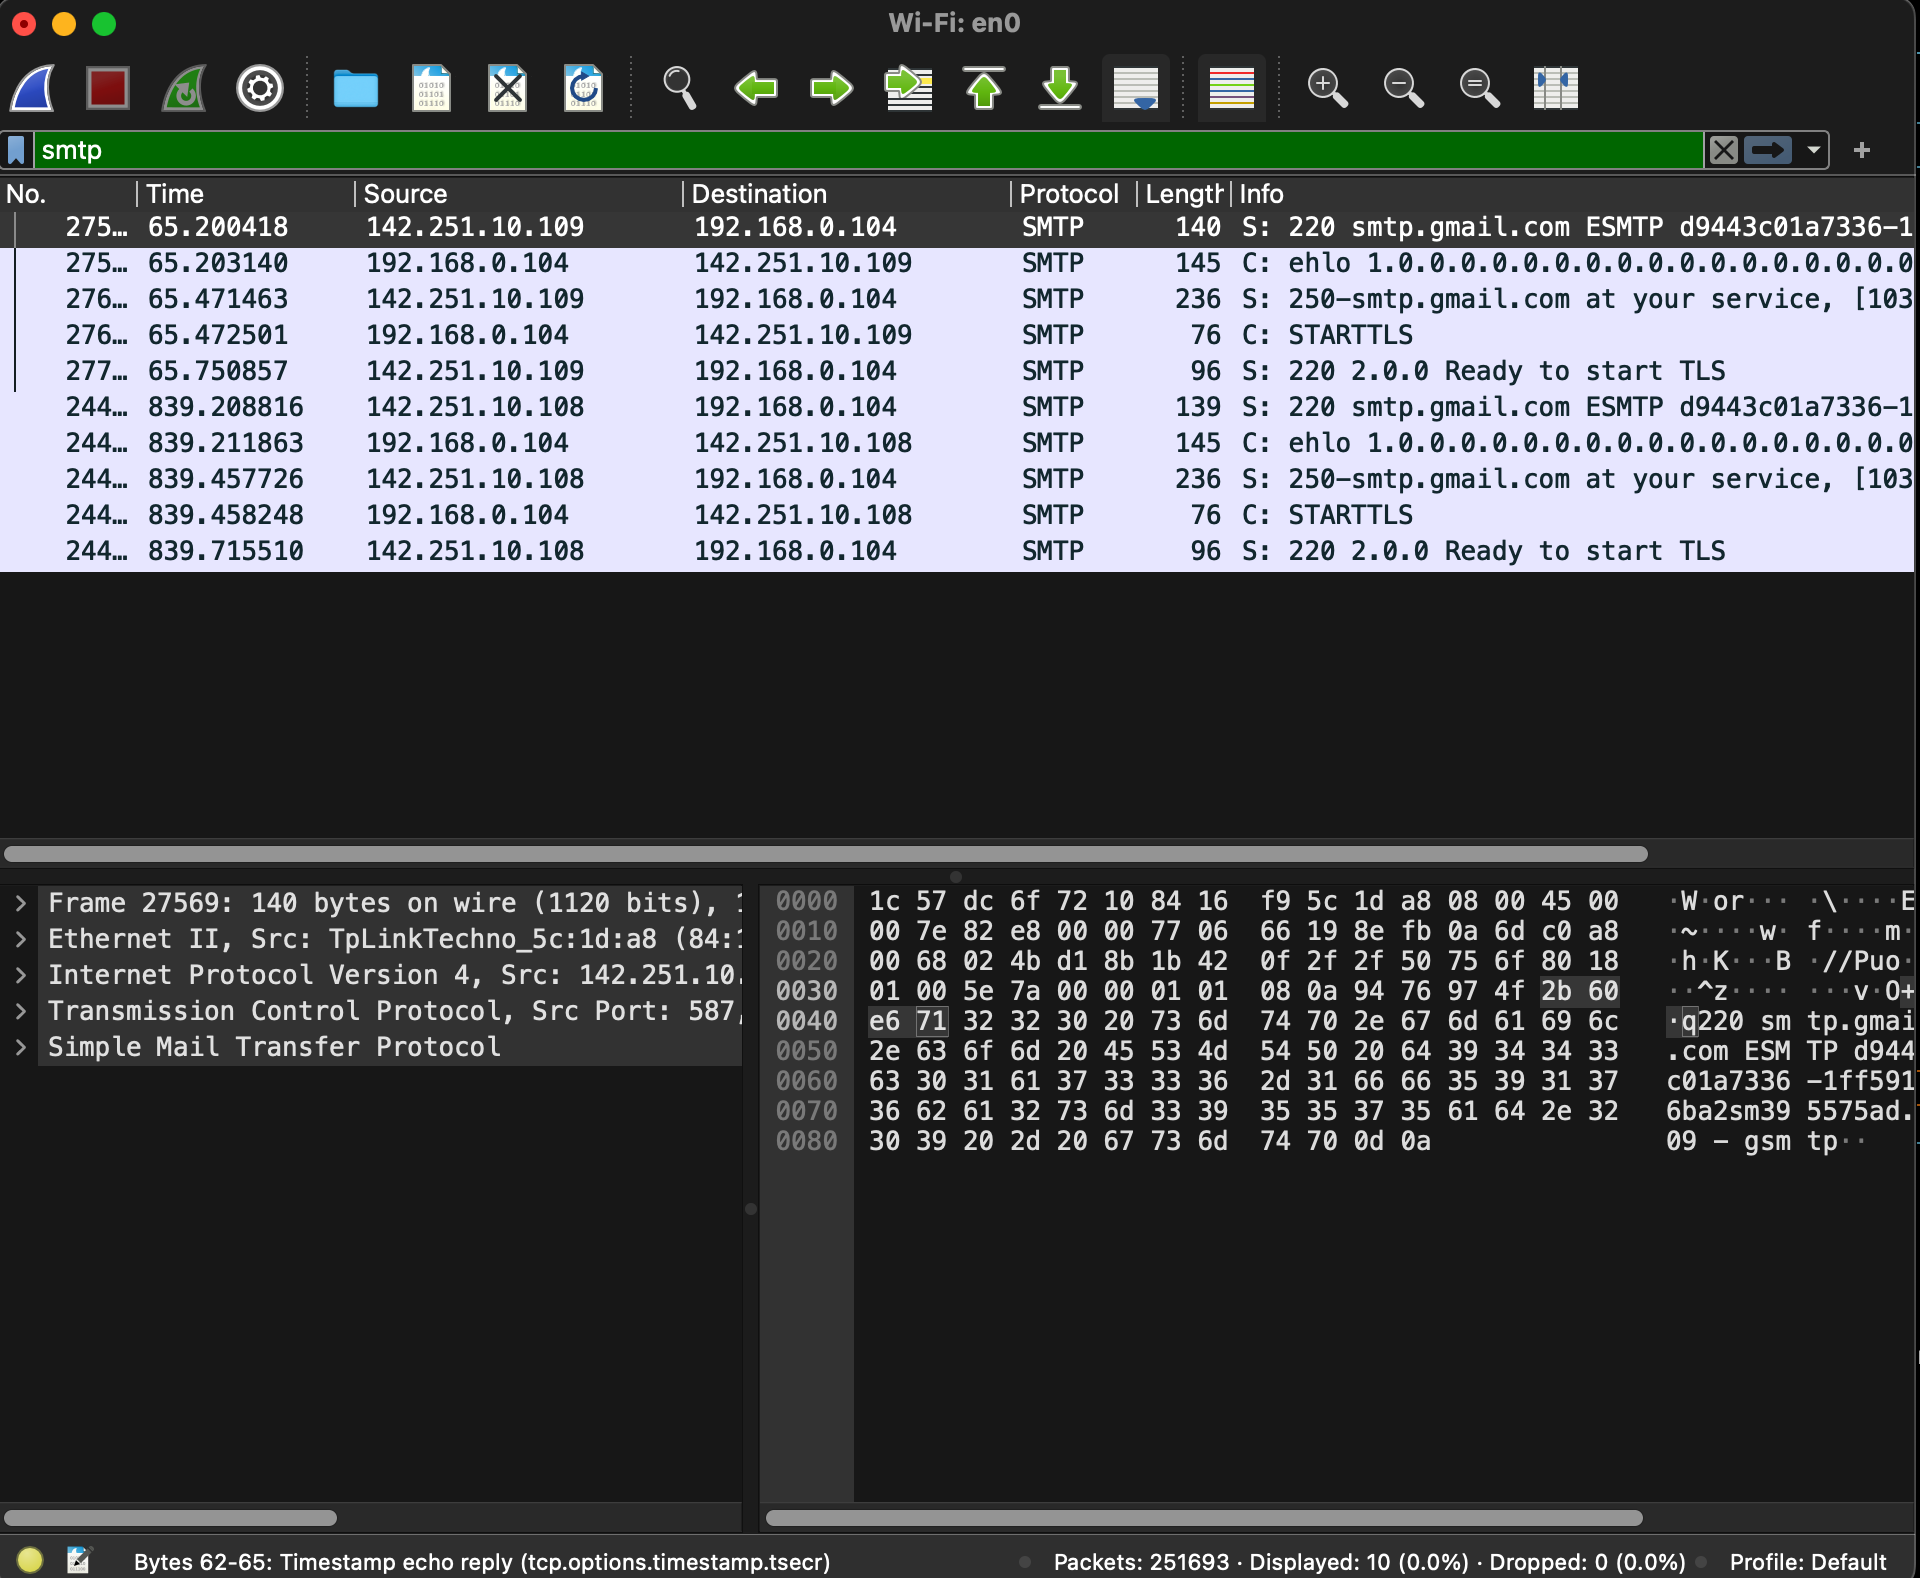 Wi-Fi: en0
smtp
No. Time Source Destination Protocol Length Info
275… 65.200418 142.251.10.109 192.168.0.104 SMTP 140 S: 220 smtp.gmail.com ESMTP d9443c01a7336-1
275… 65.203140 192.168.0.104 142.251.10.109 SMTP 145 C: ehlo 1.0.0.0.0.0.0.0.0.0.0.0.0.0.0.0.0.0
276… 65.471463 142.251.10.109 192.168.0.104 SMTP 236 S: 250-smtp.gmail.com at your service, [103
276… 65.472501 192.168.0.104 142.251.10.109 SMTP 76 C: STARTTLS
277… 65.750857 142.251.10.109 192.168.0.104 SMTP 96 S: 220 2.0.0 Ready to start TLS
244… 839.208816 142.251.10.108 192.168.0.104 SMTP 139 S: 220 smtp.gmail.com ESMTP d9443c01a7336-1
244… 839.211863 192.168.0.104 142.251.10.108 SMTP 145 C: ehlo 1.0.0.0.0.0.0.0.0.0.0.0.0.0.0.0.0.0
244… 839.457726 142.251.10.108 192.168.0.104 SMTP 236 S: 250-smtp.gmail.com at your service, [103
244… 839.458248 192.168.0.104 142.251.10.108 SMTP 76 C: STARTTLS
244… 839.715510 142.251.10.108 192.168.0.104 SMTP 96 S: 220 2.0.0 Ready to start TLS
Frame 27569: 140 bytes on wire (1120 bits), 1
Ethernet II, Src: TpLinkTechno_5c:1d:a8 (84:1
Internet Protocol Version 4, Src: 142.251.10.
Transmission Control Protocol, Src Port: 587,
Simple Mail Transfer Protocol
0000 1c 57 dc 6f 72 10 84 16 f9 5c 1d a8 08 00 45 00 ·W·or··· ·\····E
0010 00 7e 82 e8 00 00 77 06 66 19 8e fb 0a 6d c0 a8 ·~····w· f····m·
0020 00 68 02 4b d1 8b 1b 42 0f 2f 2f 50 75 6f 80 18 ·h·K···B ·//Puo·
0030 01 00 5e 7a 00 00 01 01 08 0a 94 76 97 4f 2b 60 ··^z···· ···v·O+
0040 e6 71 32 32 30 20 73 6d 74 70 2e 67 6d 61 69 6c ·q220 sm tp.gmai
0050 2e 63 6f 6d 20 45 53 4d 54 50 20 64 39 34 34 33 .com ESM TP d944
0060 63 30 31 61 37 33 33 36 2d 31 66 66 35 39 31 37 c01a7336 -1ff591
0070 36 62 61 32 73 6d 33 39 35 35 37 35 61 64 2e 32 6ba2sm39 5575ad.
0080 30 39 20 2d 20 67 73 6d 74 70 0d 0a 09 - gsm tp··
Bytes 62-65: Timestamp echo reply (tcp.options.timestamp.tsecr) Packets: 251693 · Displayed: 10 (0.0%) · Dropped: 0 (0.0%) Profile: Default